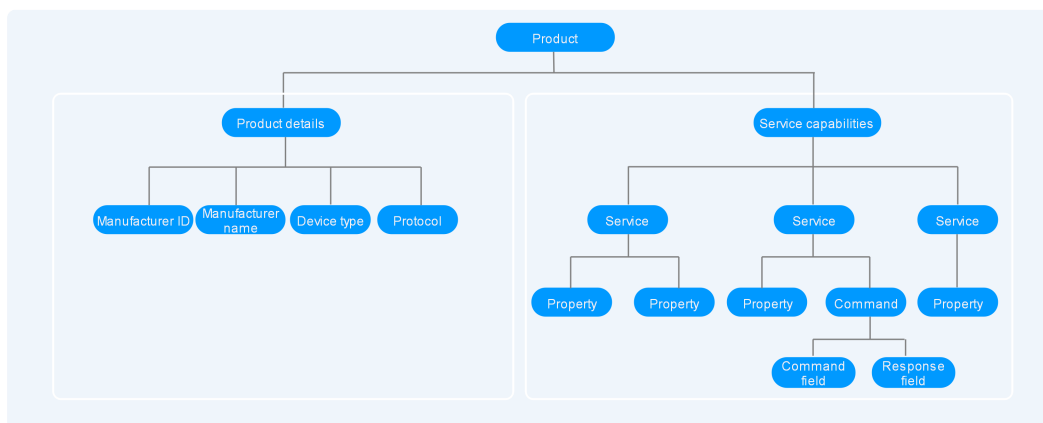 Product
Product details
Service capabilities
Manufacturer ID
Manufacturer
name
Device type
Protocol
Service
Service
Service
Property
Property
Property
Command
Property
Command
field
Response
field